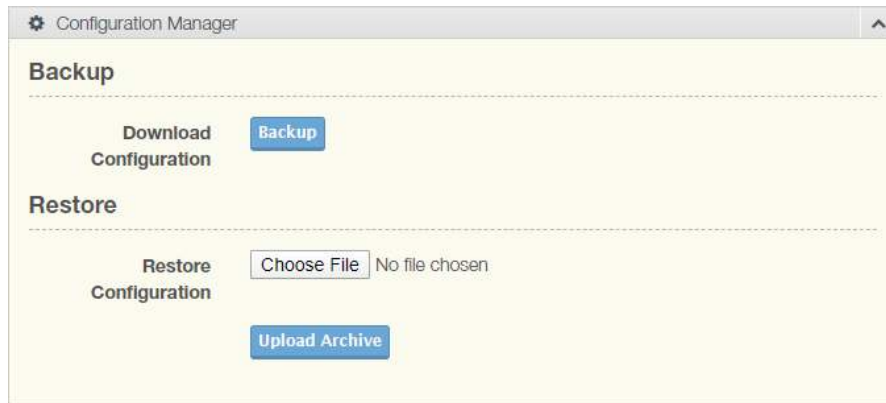 Configuration Manager
Backup
Download Backup
Configuration
Restore
Restore Choose File No file chosen
Configuration
Upload Archive